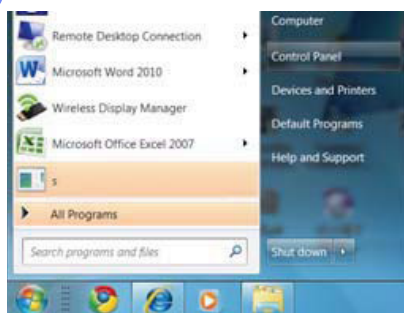 Remote Desktop Connection
Microsoft Word 2010
Wireless Display Manager
Microsoft Office Excel 2007
s
All Programs
Search programs and files
Computer
Control Panel
Devices and Printers
Default Programs
Help and Support
Shut down